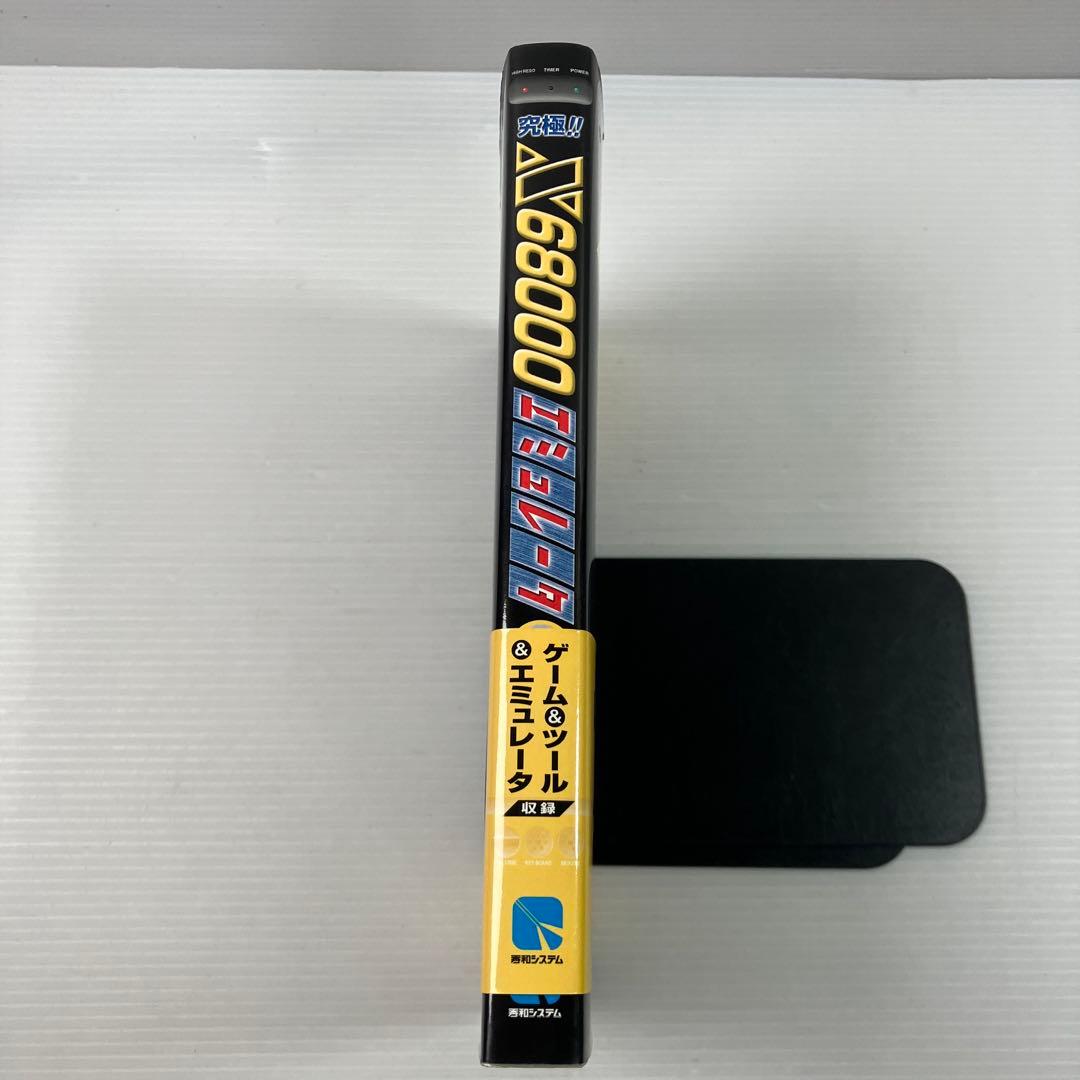 HIGH RESO TIMER POWER
究極!!
X68000
エミュレータ
ゲーム&ツール
&エミュレータ
収録
KEY BOARD
秀和システム
秀和システム